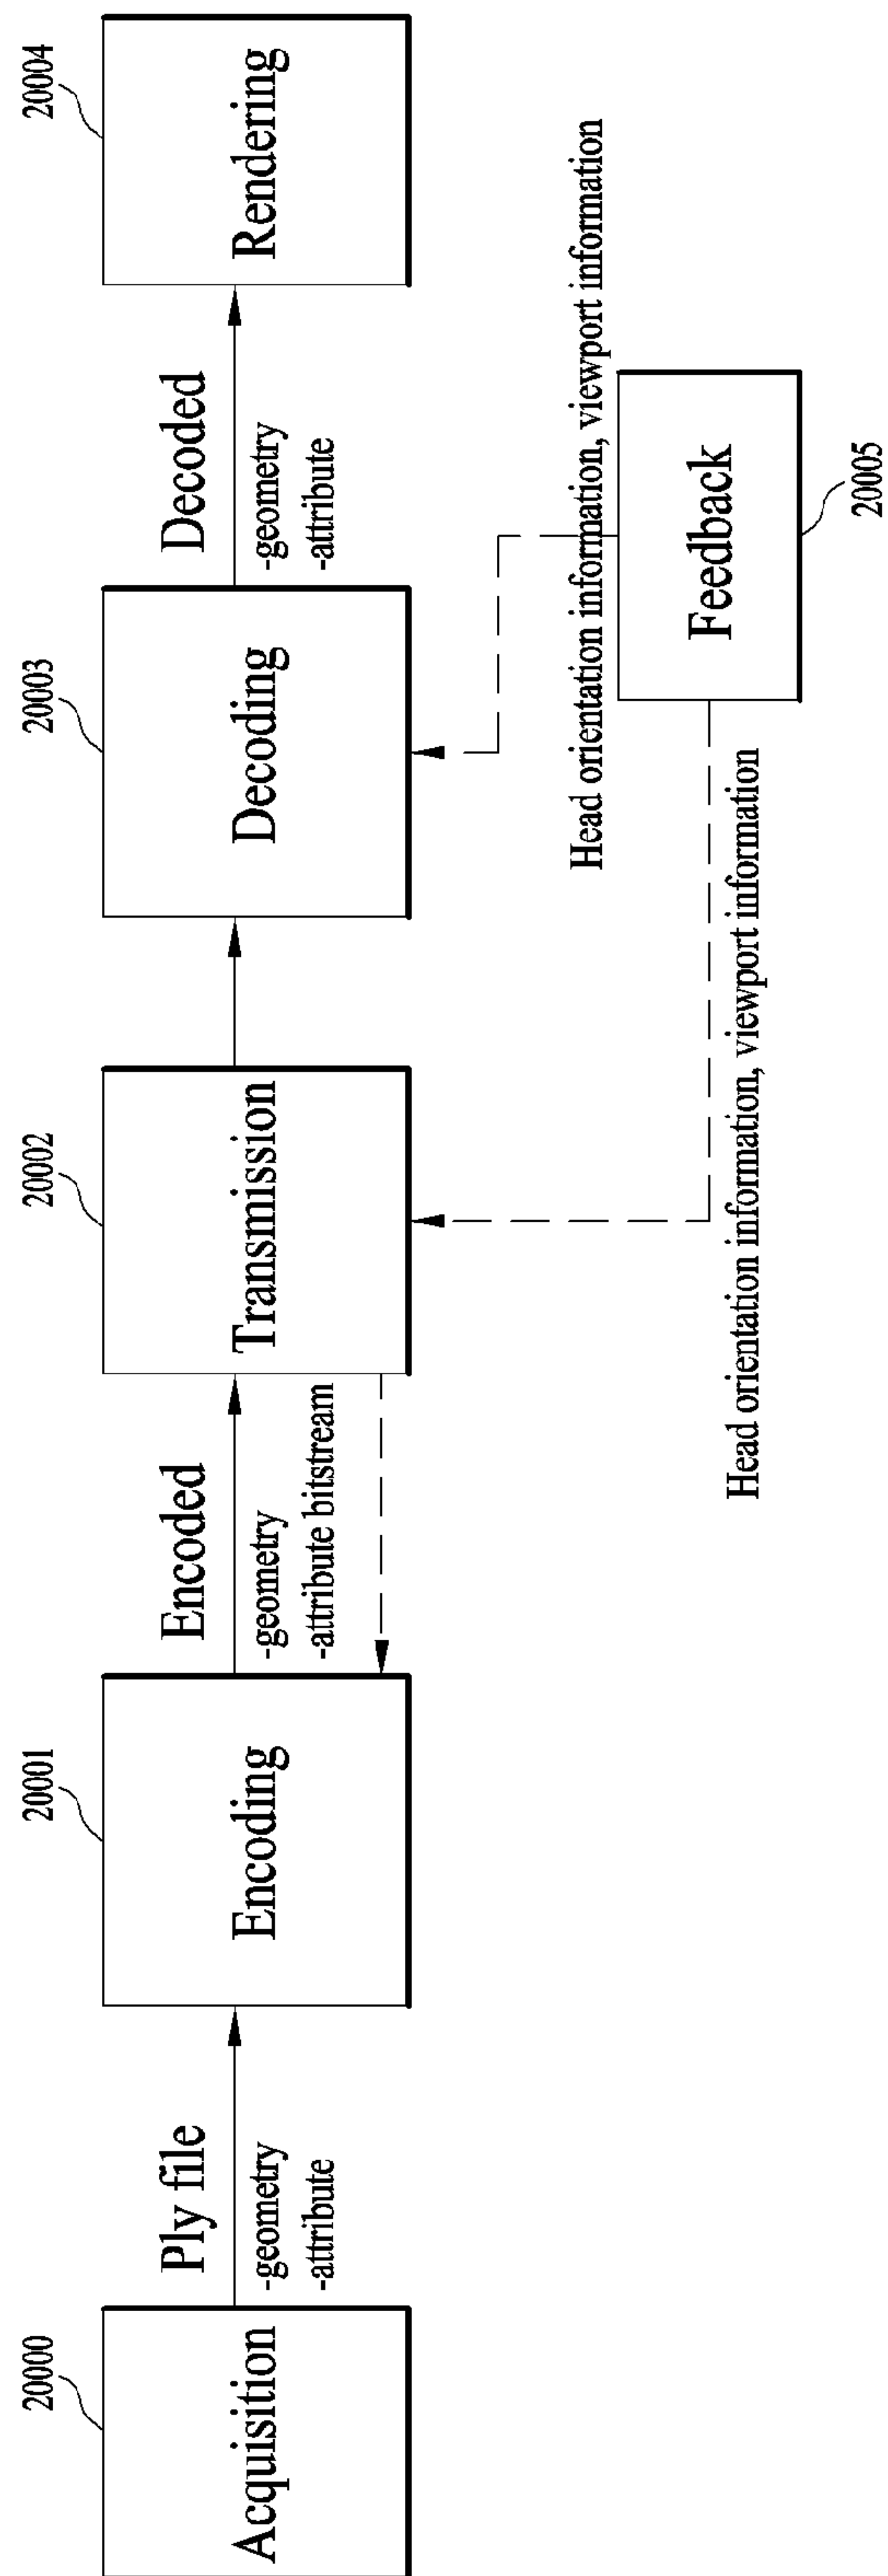 20000
Acquisition
Ply file
-geometry
-attribute
20001
Encoding
Encoded
-geometry
-attribute bitstream
20002
Transmission
20003
Decoding
Decoded
-geometry
-attribute
20004
Rendering
Head orientation information, viewport information
Feedback
20005
Head orientation information, viewport information